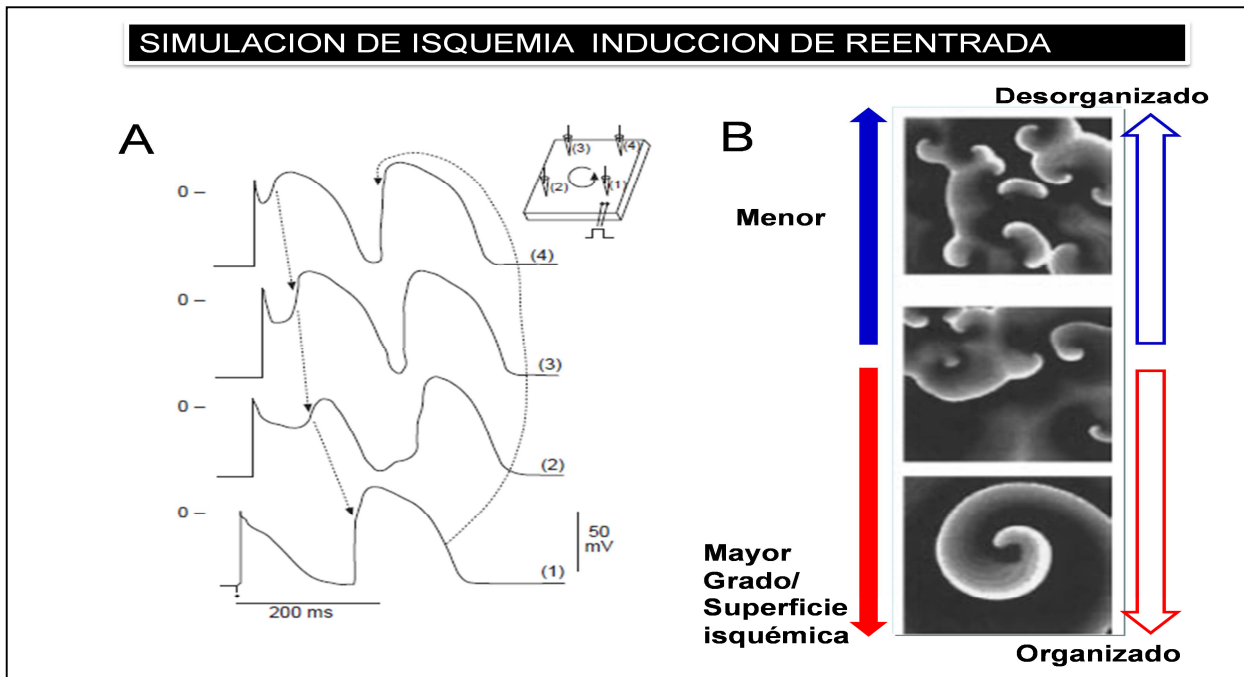 SIMULACION DE ISQUEMIA INDUCCION DE REENTRADA
A
0 –
(4)
0 –
(3)
0 –
(2)
0 –
(1)
200 ms
50
mV
(3)
(4)
(2)
(1)
B
Desorganizado
Menor
Mayor
Grado/
Superficie
isquémica
Organizado